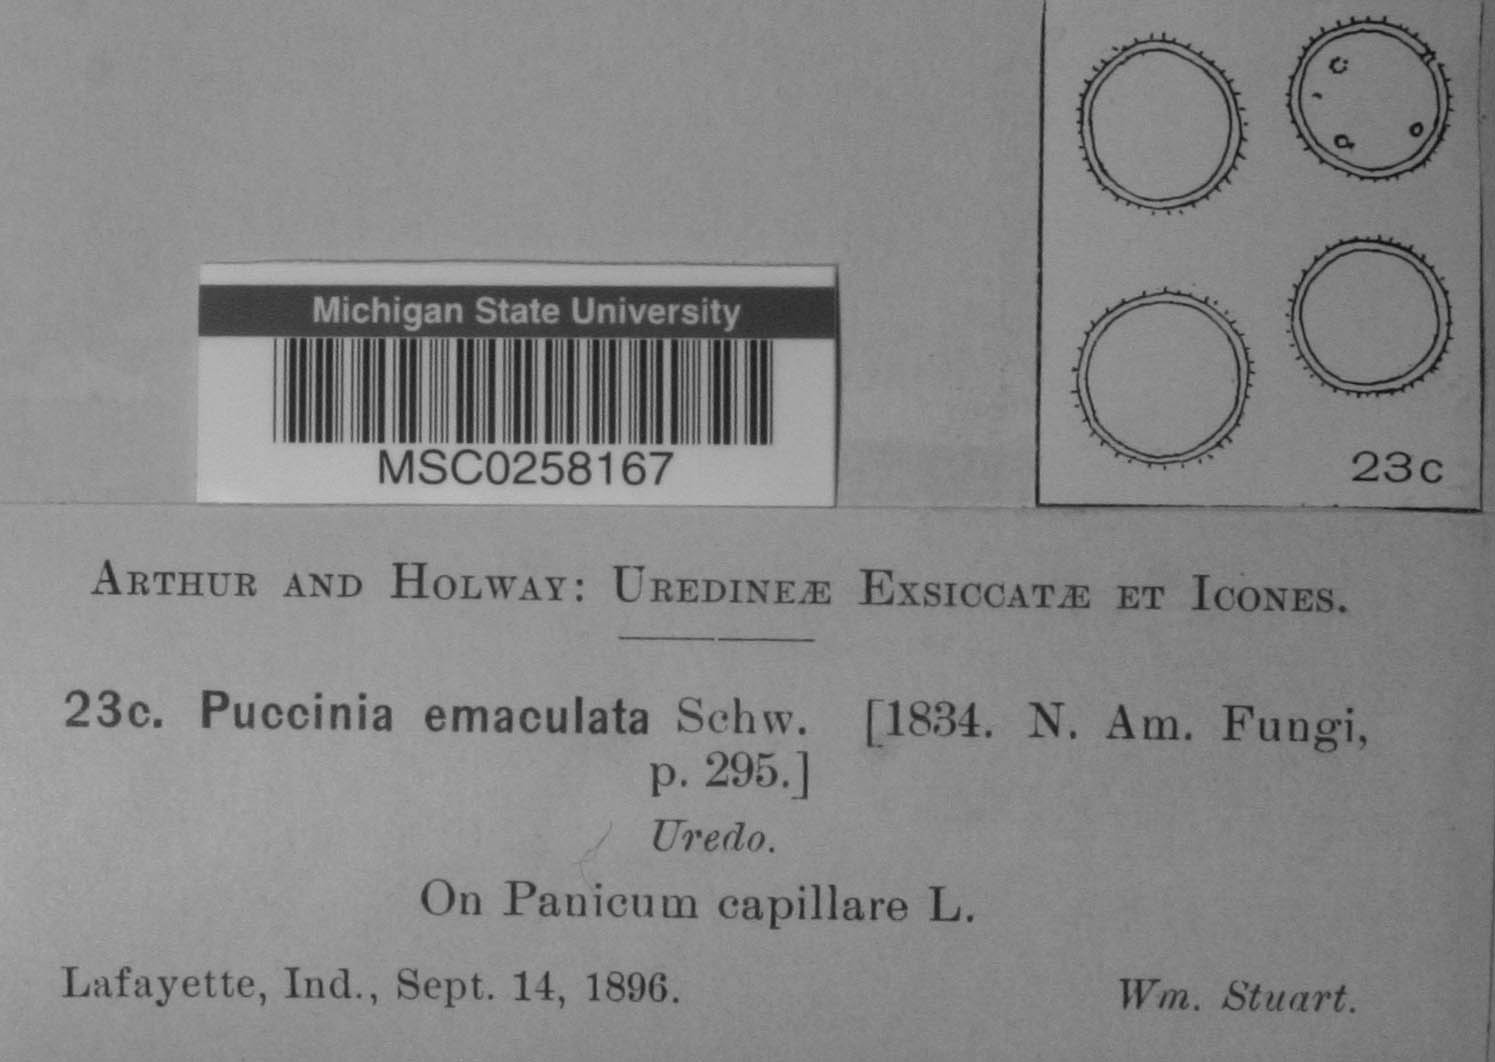 Michigan State University
MSC0258167
23c
ARTHUR AND HOLWAY: UREDINEÆ EXSICCATÆ ET ICONES.
23c. Puccinia emaculata Schw. [1834. N. Am. Fungi,
p. 295.]
Uredo.
On Panicum capillare L.
Lafayette, Ind., Sept. 14, 1896. Wm. Stuart.